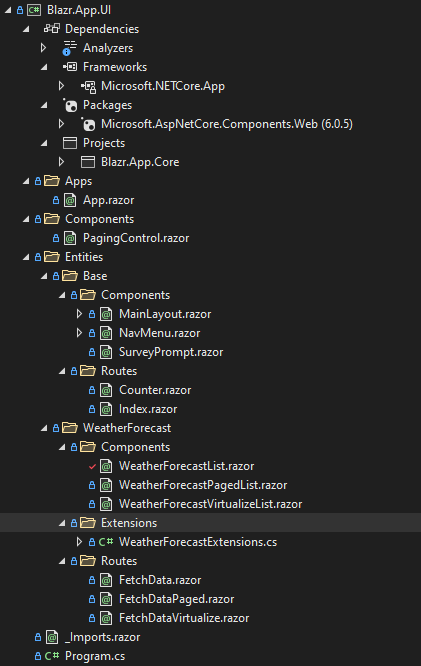 Blazr.App.UI
Dependencies
Analyzers
Frameworks
Microsoft.NETCore.App
Packages
Microsoft.AspNetCore.Components.Web (6.0.5)
Projects
Blazr.App.Core
Apps
App.razor
Components
PagingControl.razor
Entities
Base
Components
MainLayout.razor
NavMenu.razor
SurveyPrompt.razor
Routes
Counter.razor
Index.razor
WeatherForecast
Components
WeatherForecastList.razor
WeatherForecastPagedList.razor
WeatherForecastVirtualizeList.razor
Extensions
C# WeatherForecastExtensions.cs
Routes
FetchData.razor
FetchDataPaged.razor
FetchDataVirtualize.razor
_Imports.razor
C# Program.cs